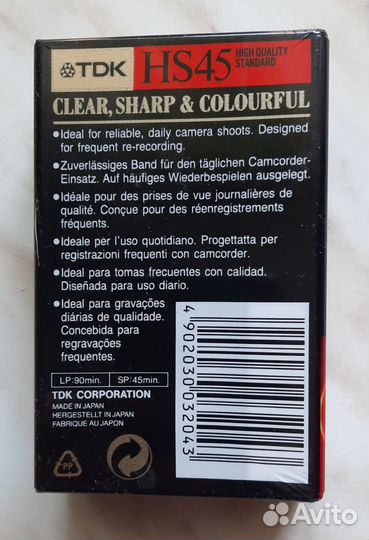 TDK HS45 HIGH QUALITY
STANDARD
CLEAR, SHARP & COLOURFUL
●Ideal for reliable, daily camera shoots. Designed
for frequent re-recording.
●Zuverlässiges Band für den täglichen Camcorder-
Einsatz. Auf häufiges Wiederbespielen ausgelegt.
●Idéale pour des prises de vue journalières de
qualité. Conçue pour des réenregistrements
fréquents.
●Ideale per l'uso quotidiano. Progettatta per
registrazioni frequenti con camcorder.
●Ideal para tomas frecuentes con calidad.
Diseñada para uso diario.
●Ideal para gravações
diárias de qualidade.
Concebida para
regravações
frequentes.
LP:90min. SP:45min.
TDK CORPORATION
MADE IN JAPAN
HERGESTELLT IN JAPAN
FABRIQUE AU JAPON
PP
4902030032043
Avito